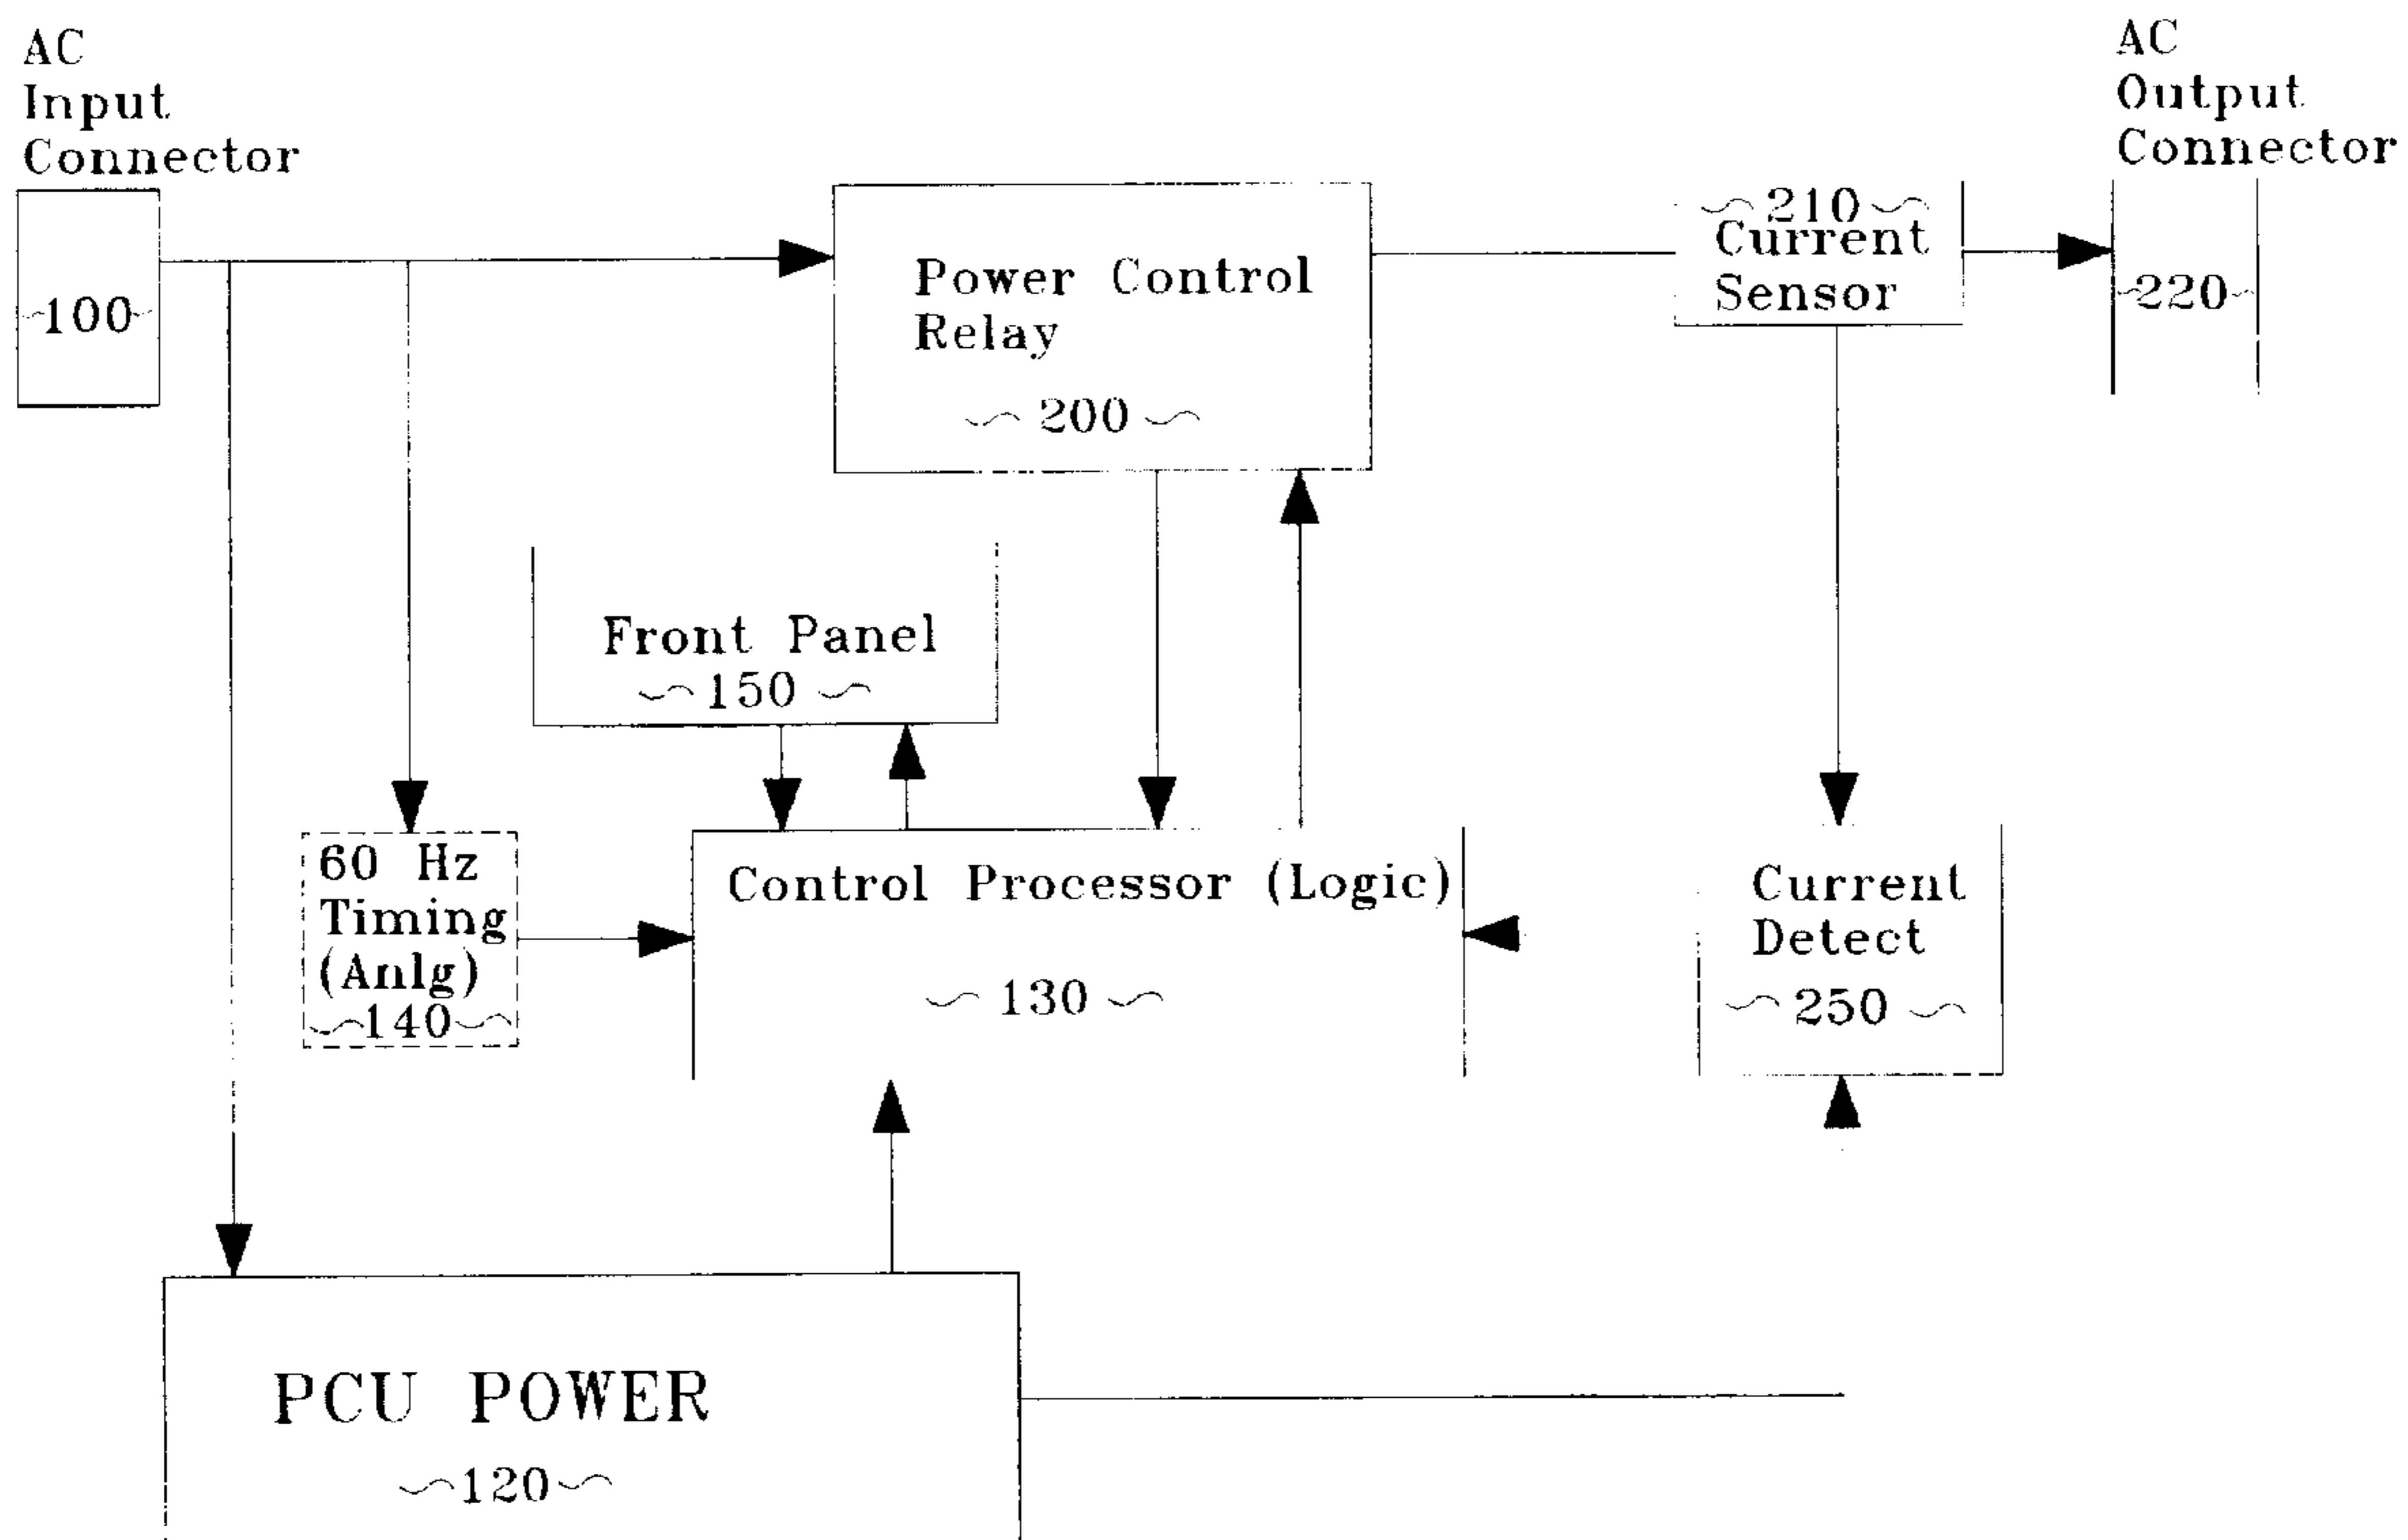 AC
Input
Connector
100
Power Control
Relay
200
210
Current
Sensor
AC
Output
Connector
220
Front Panel
150
60 Hz
Timing
(Anlg)
140
Control Processor (Logic)
130
Current
Detect
250
PCU POWER
120